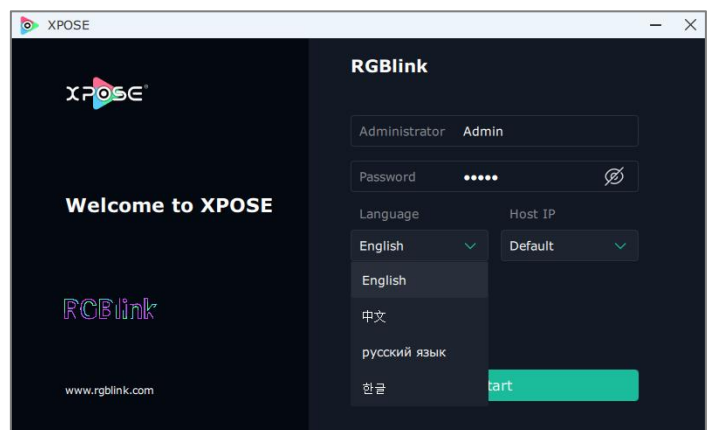 XPOSE
XPOSE
Welcome to XPOSE
RGBlink
www.rgblink.com
RGBlink
Administrator Admin
Password •••••
Language Host IP
English Default
English
中文
русский язык
한글
tart